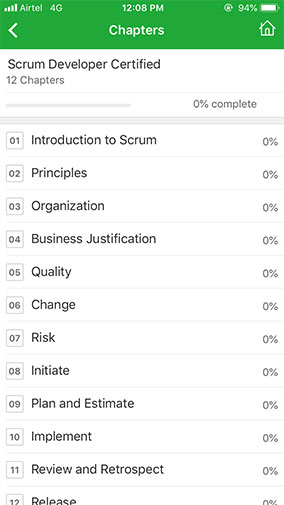 Airtel 4G 12:08 PM 94%
Chapters
Scrum Developer Certified
12 Chapters
0% complete
01 Introduction to Scrum 0%
02 Principles 0%
03 Organization 0%
04 Business Justification 0%
05 Quality 0%
06 Change 0%
07 Risk 0%
08 Initiate 0%
09 Plan and Estimate 0%
10 Implement 0%
11 Review and Retrospect 0%
12 Release 0%